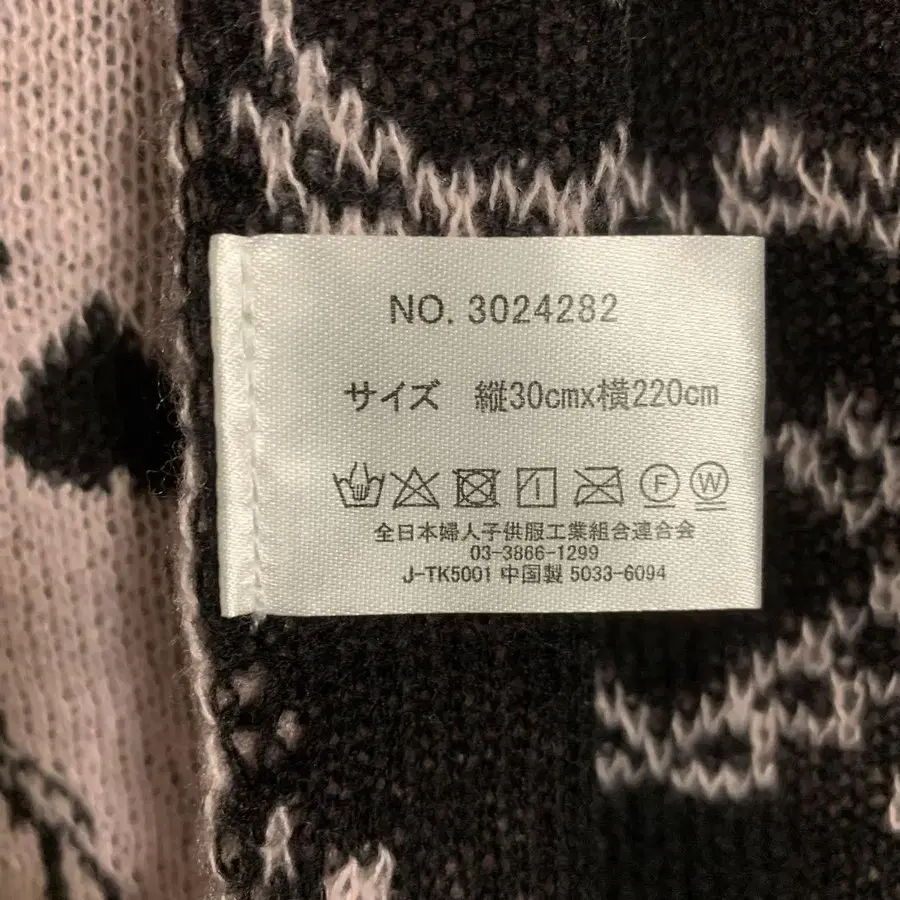 NO. 3024282
サイズ 縦30cmx横220cm
F W
全日本婦人子供服工業組合連合会
03-3866-1299
J-TK5001 中国製 5033-6094